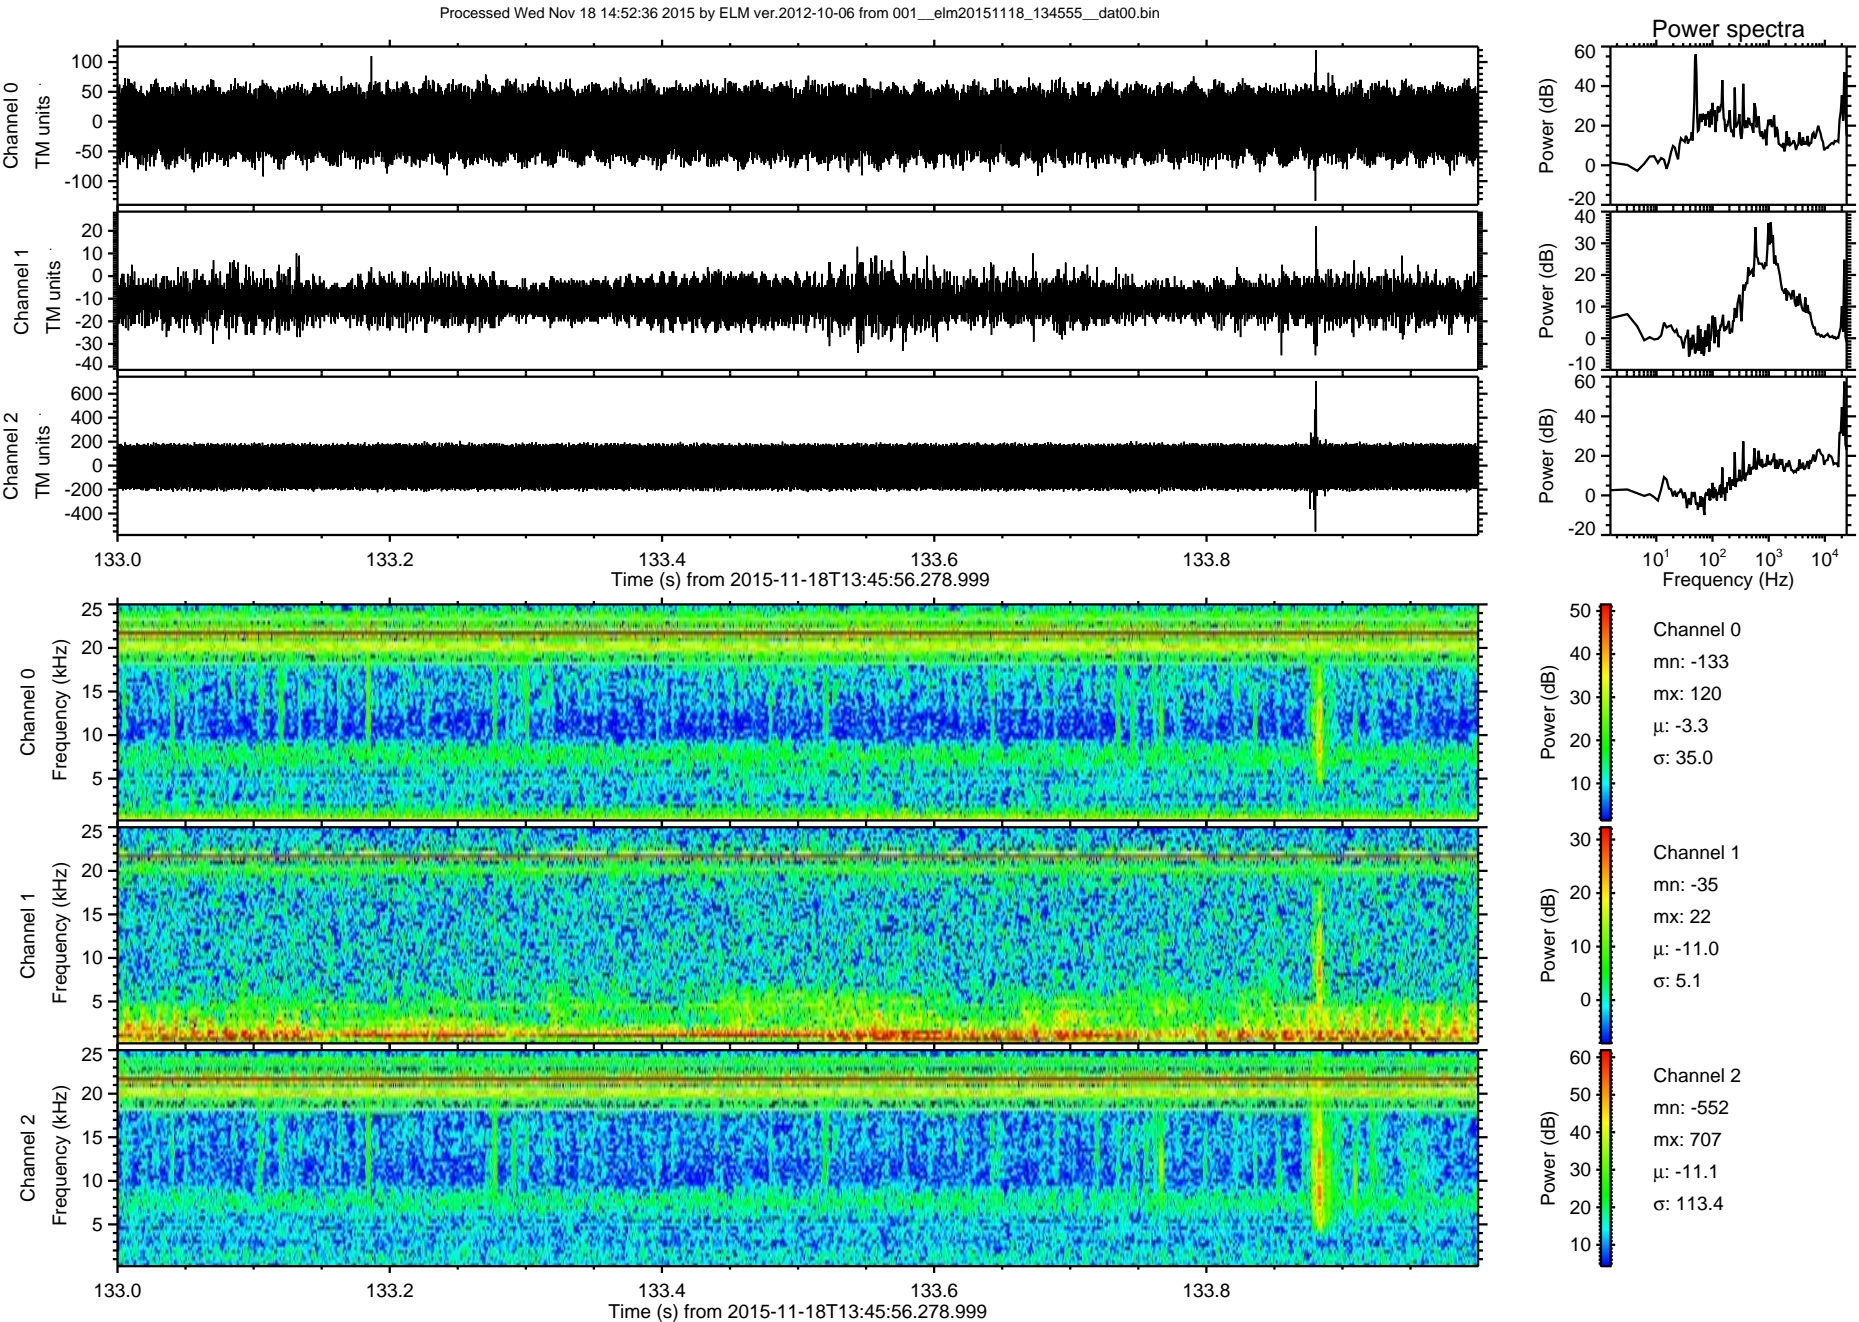 Processed Wed Nov 18 14:52:36 2015 by ELM ver.2012-10-06 from 001__elm20151118_134555__dat00.bin
Power spectra
Channel 0
TM units
100
50
0
-50
-100
Power (dB)
60
40
20
0
-20
Channel 1
TM units
20
10
0
-10
-20
-30
-40
Power (dB)
40
30
20
10
0
-10
Channel 2
TM units
600
400
200
0
-200
-400
Power (dB)
60
40
20
0
-20
133.0 133.2 133.4 133.6 133.8
Time (s) from 2015-11-18T13:45:56.278.999
10^1 10^2 10^3 10^4
Frequency (Hz)
Channel 0
Frequency (kHz)
25
20
15
10
5
Power (dB)
50
40
30
20
10
Channel 0
mn: -133
mx: 120
µ: -3.3
σ: 35.0
Channel 1
Frequency (kHz)
25
20
15
10
5
Power (dB)
30
20
10
0
Channel 1
mn: -35
mx: 22
µ: -11.0
σ: 5.1
Channel 2
Frequency (kHz)
25
20
15
10
5
Power (dB)
60
50
40
30
20
10
Channel 2
mn: -552
mx: 707
µ: -11.1
σ: 113.4
133.0 133.2 133.4 133.6 133.8
Time (s) from 2015-11-18T13:45:56.278.999